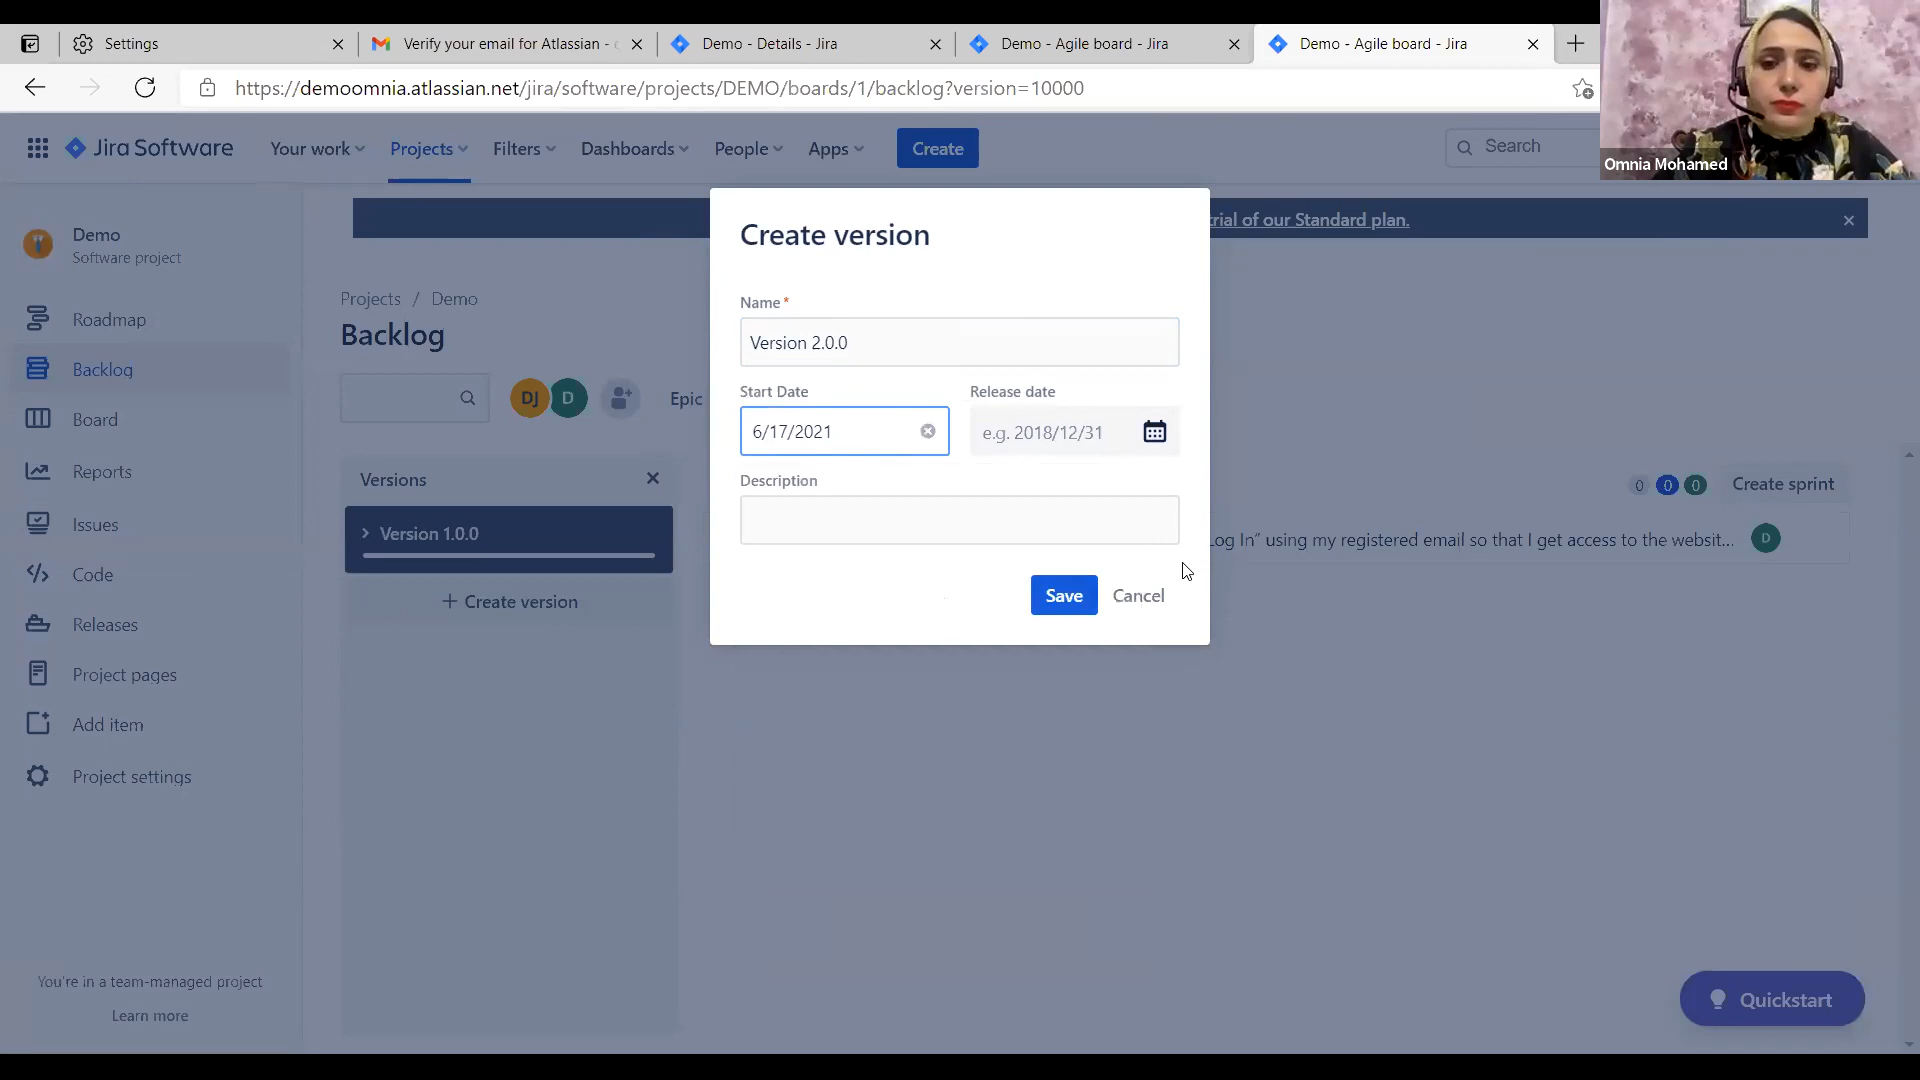 Settings
Verify your email for Atlassian -
Demo - Details - Jira
Demo - Agile board - Jira
Demo - Agile board - Jira
https://demoomnia.atlassian.net/jira/software/projects/DEMO/boards/1/backlog?version=10000
Omnia Mohamed
Jira Software
Your work
Projects
Filters
Dashboards
People
Apps
Create
Search
trial of our Standard plan.
Demo
Software project
Roadmap
Backlog
Board
Reports
Issues
Code
Releases
Project pages
Add item
Project settings
You're in a team-managed project
Learn more
Projects / Demo
Backlog
DJ
D
Epic
Versions
Version 1.0.0
+ Create version
Create version
Name*
Version 2.0.0
Start Date
Release date
6/17/2021
e.g. 2018/12/31
Description
Save
Cancel
0 0 0
Create sprint
Log In" using my registered email so that I get access to the websit...
D
Quickstart